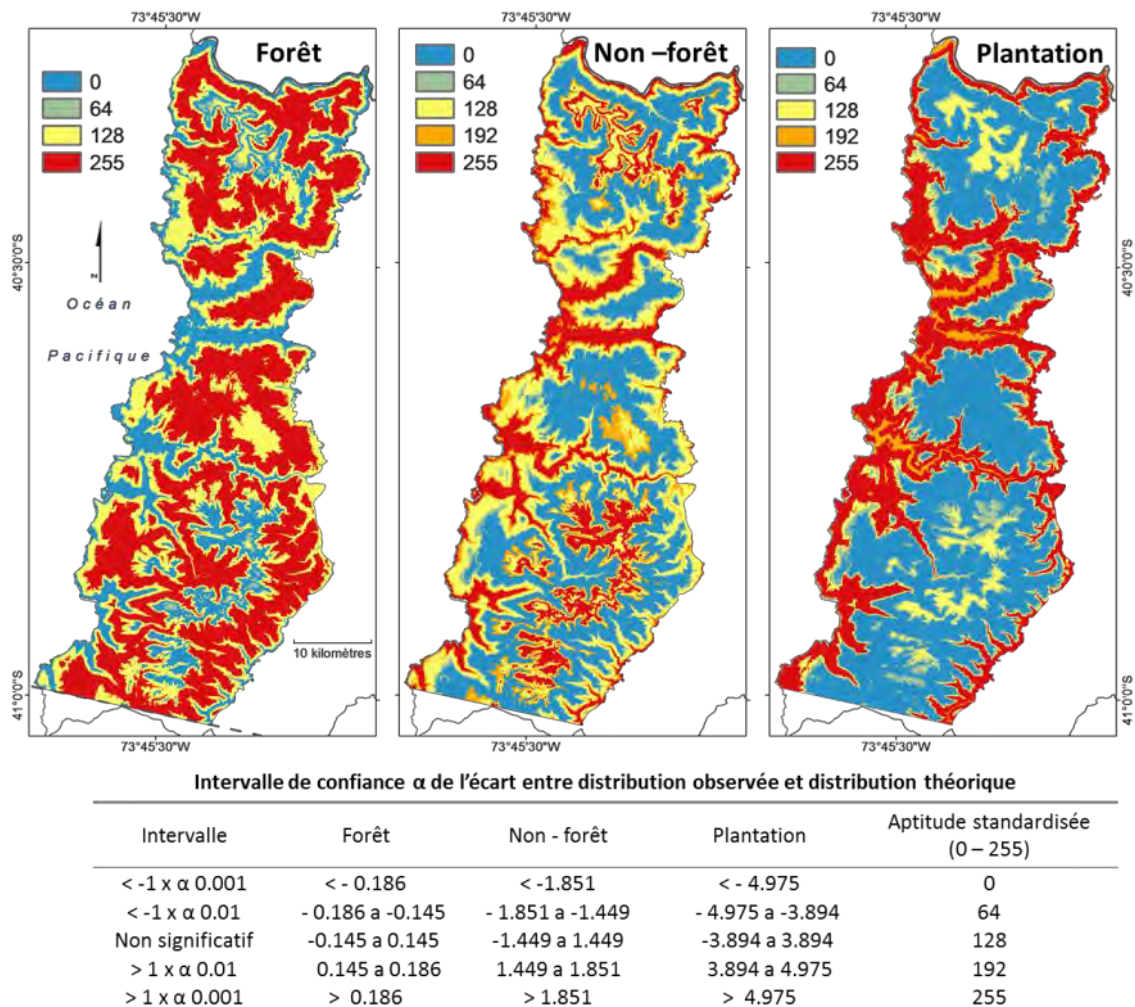 73°45'30"W 73°45'30"W 73°45'30"W
Forêt
Non –forêt
Plantation
0
64
128
255
0
64
128
192
255
0
64
128
192
255
40°30'0"S
40°30'0"S
z
Océan
Pacifique
10 kilomètres
41°0'0"S
41°0'0"S
73°45'30"W 73°45'30"W 73°45'30"W
Intervalle de confiance α de l'écart entre distribution observée et distribution théorique
Intervalle Forêt Non - forêt Plantation Aptitude standardisée
(0 – 255)
< -1 x α 0.001 < - 0.186 < -1.851 < - 4.975 0
< -1 x α 0.01 - 0.186 a -0.145 - 1.851 a -1.449 - 4.975 a -3.894 64
Non significatif -0.145 a 0.145 -1.449 a 1.449 -3.894 a 3.894 128
> 1 x α 0.01 0.145 a 0.186 1.449 a 1.851 3.894 a 4.975 192
> 1 x α 0.001 > 0.186 > 1.851 > 4.975 255